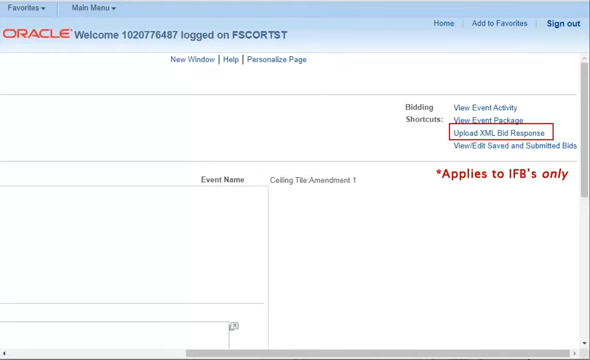 Favorites Main Menu
Home Add to Favorites Sign out
ORACLE Welcome 1020776487 logged on FSCORTST
New Window | Help | Personalize Page
Bidding Shortcuts:
View Event Activity
View Event Package
Upload XML Bid Response
View/Edit Saved and Submitted Bids
*Applies to IFB's only
Event Name Ceiling Tile:Amendment 1